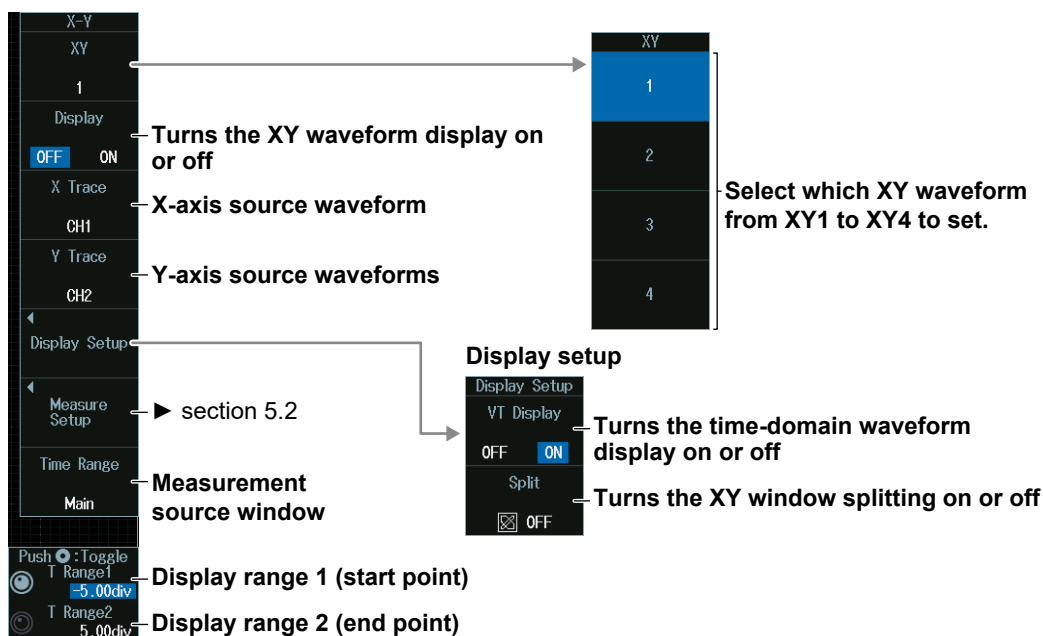 X-Y
XY
1
Display
OFF ON
X Trace
CH1
Y Trace
CH2
Display Setup
Measure
Setup
Time Range
Main
Push :Toggle
T Range1
-5.00div
T Range2
5.00div
Turns the XY waveform display on
or off
X-axis source waveform
Y-axis source waveforms
► section 5.2
Measurement
source window
Display range 1 (start point)
Display range 2 (end point)
XY
1
2
3
4
Select which XY waveform
from XY1 to XY4 to set.
Display setup
Display Setup
VT Display
OFF ON
Split
OFF
Turns the time-domain waveform
display on or off
Turns the XY window splitting on or off